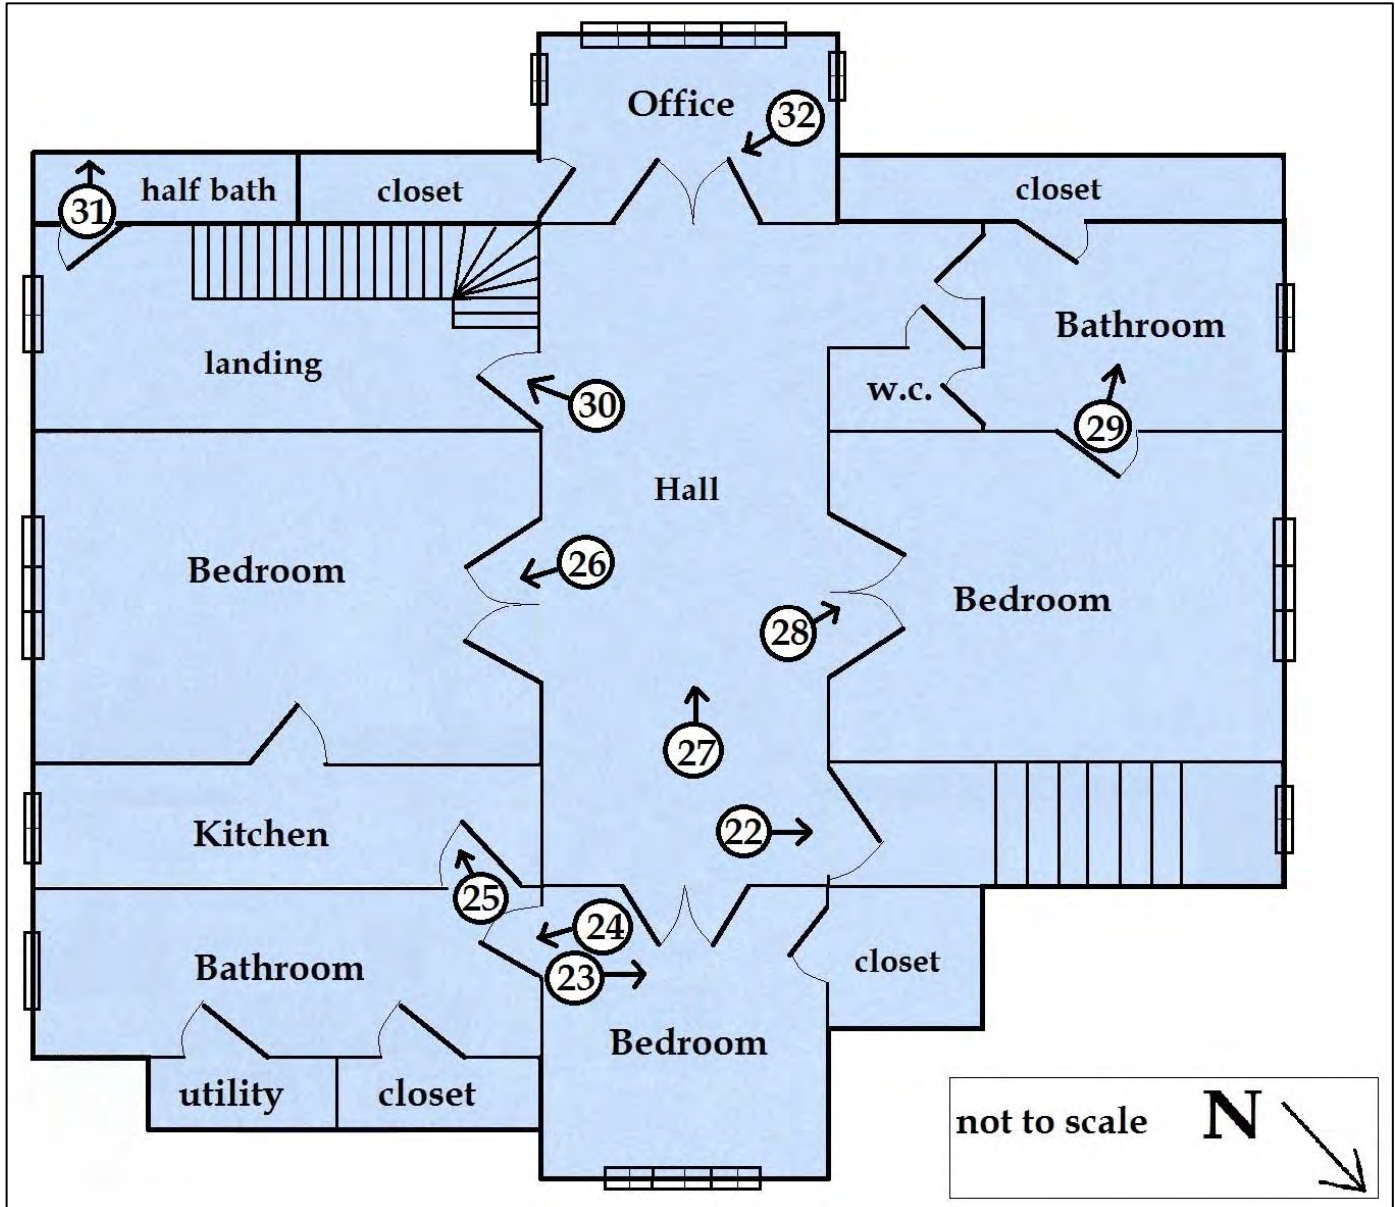 Office
32
31
half bath
closet
closet
landing
Bathroom
w.c.
30
29
Hall
Bedroom
26
Bedroom
28
27
Kitchen
22
25
24
Bathroom
23
closet
Bedroom
utility
closet
not to scale
N